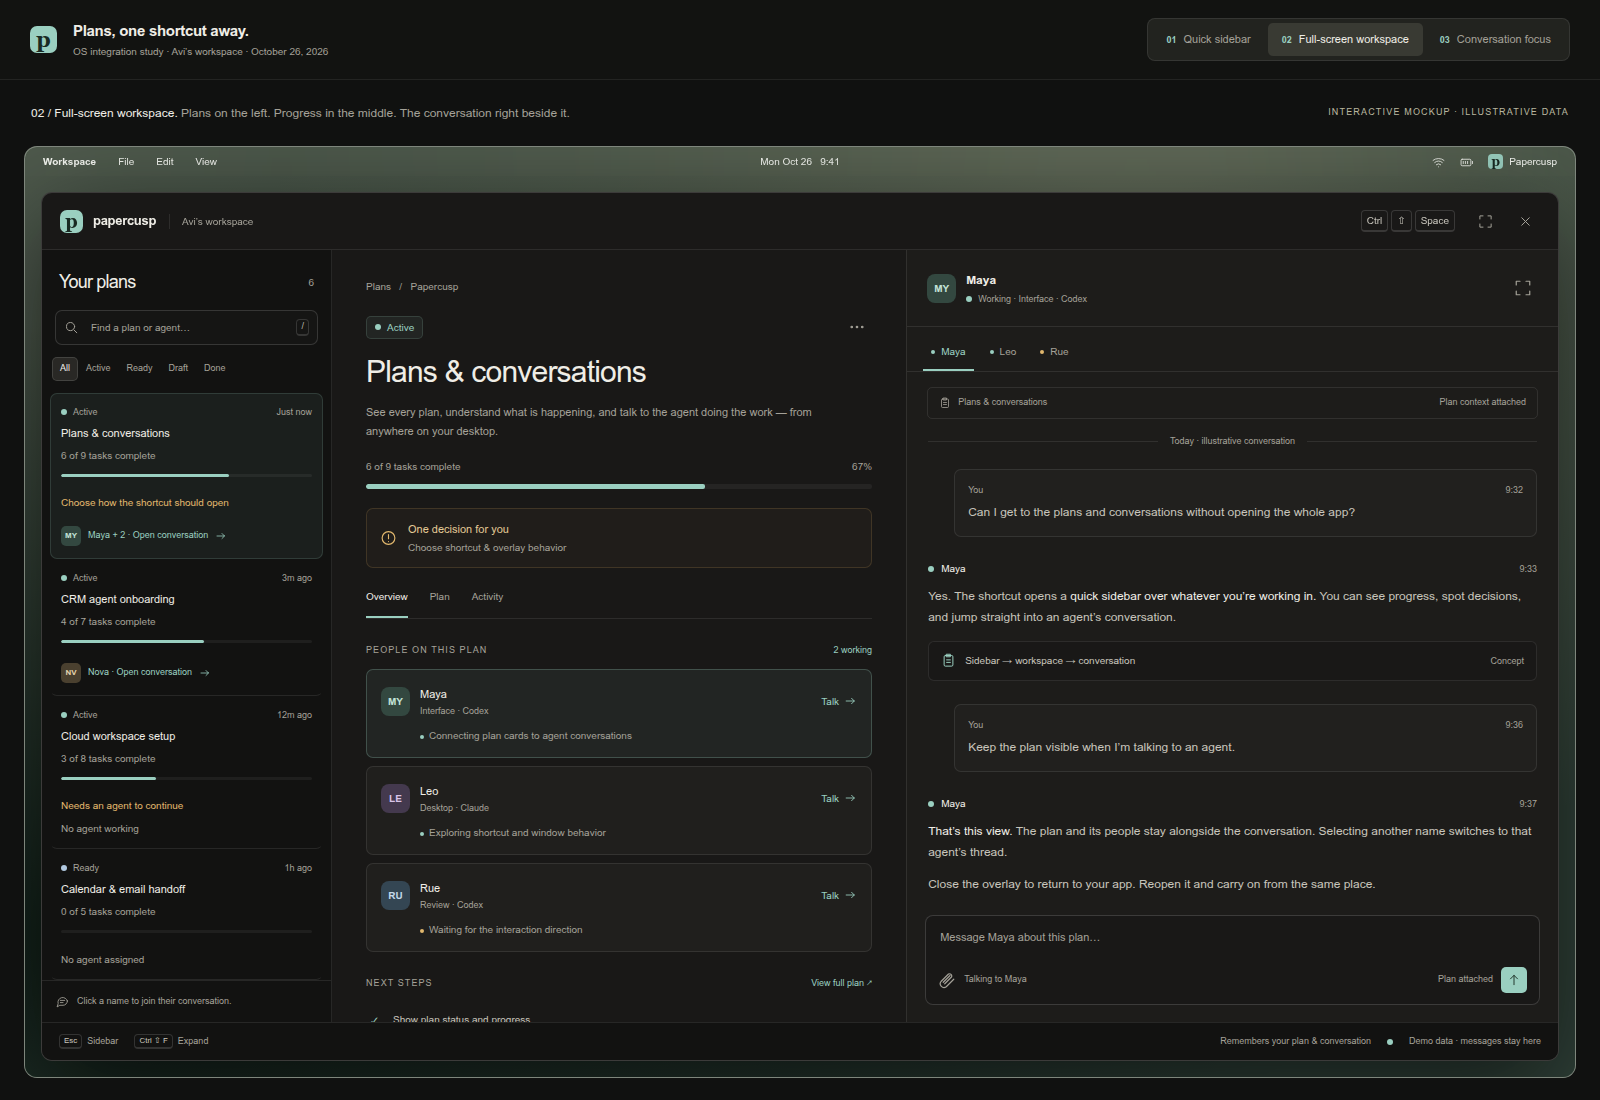 p
Plans, one shortcut away.
OS integration study · Avi's workspace · October 26, 2026
01 Quick sidebar
02 Full-screen workspace
03 Conversation focus
02 / Full-screen workspace. Plans on the left. Progress in the middle. The conversation right beside it.
INTERACTIVE MOCKUP · ILLUSTRATIVE DATA
Workspace File Edit View
Mon Oct 26 9:41
p Papercusp
p papercusp Avi's workspace
Ctrl ⇧ Space
Your plans 6
Find a plan or agent… /
All Active Ready Draft Done
Active Just now
Plans & conversations
6 of 9 tasks complete
Choose how the shortcut should open
MY Maya + 2 · Open conversation →
Active 3m ago
CRM agent onboarding
4 of 7 tasks complete
NV Nova · Open conversation →
Active 12m ago
Cloud workspace setup
3 of 8 tasks complete
Needs an agent to continue
No agent working
Ready 1h ago
Calendar & email handoff
0 of 5 tasks complete
No agent assigned
Click a name to join their conversation.
Plans / Papercusp
Active
Plans & conversations
See every plan, understand what is happening, and talk to the agent doing the work — from
anywhere on your desktop.
6 of 9 tasks complete 67%
One decision for you
Choose shortcut & overlay behavior
Overview Plan Activity
PEOPLE ON THIS PLAN 2 working
MY Maya Talk →
Interface · Codex
Connecting plan cards to agent conversations
LE Leo Talk →
Desktop · Claude
Exploring shortcut and window behavior
RU Rue Talk →
Review · Codex
Waiting for the interaction direction
NEXT STEPS View full plan ↗
✓ Show plan status and progress
MY Maya
Working · Interface · Codex
Maya Leo Rue
Plans & conversations Plan context attached
Today · illustrative conversation
You 9:32
Can I get to the plans and conversations without opening the whole app?
Maya 9:33
Yes. The shortcut opens a quick sidebar over whatever you're working in. You can see progress, spot decisions,
and jump straight into an agent's conversation.
Sidebar → workspace → conversation Concept
You 9:36
Keep the plan visible when I'm talking to an agent.
Maya 9:37
That's this view. The plan and its people stay alongside the conversation. Selecting another name switches to that
agent's thread.
Close the overlay to return to your app. Reopen it and carry on from the same place.
Message Maya about this plan…
Talking to Maya Plan attached
Esc Sidebar Ctrl ⇧ F Expand
Remembers your plan & conversation Demo data · messages stay here